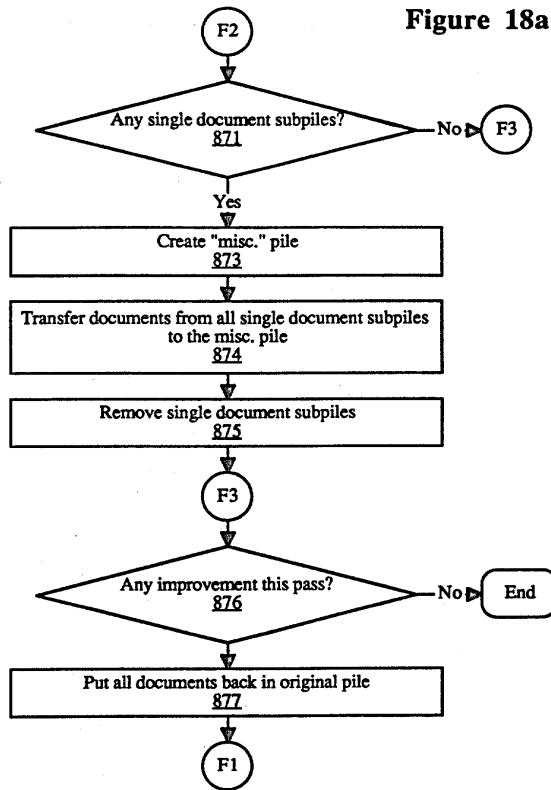 Figure 18a
F2
Any single document subpiles?
871
No
F3
Yes
Create "misc." pile
873
Transfer documents from all single document subpiles
to the misc. pile
874
Remove single document subpiles
875
F3
Any improvement this pass?
876
No
End
Put all documents back in original pile
877
F1